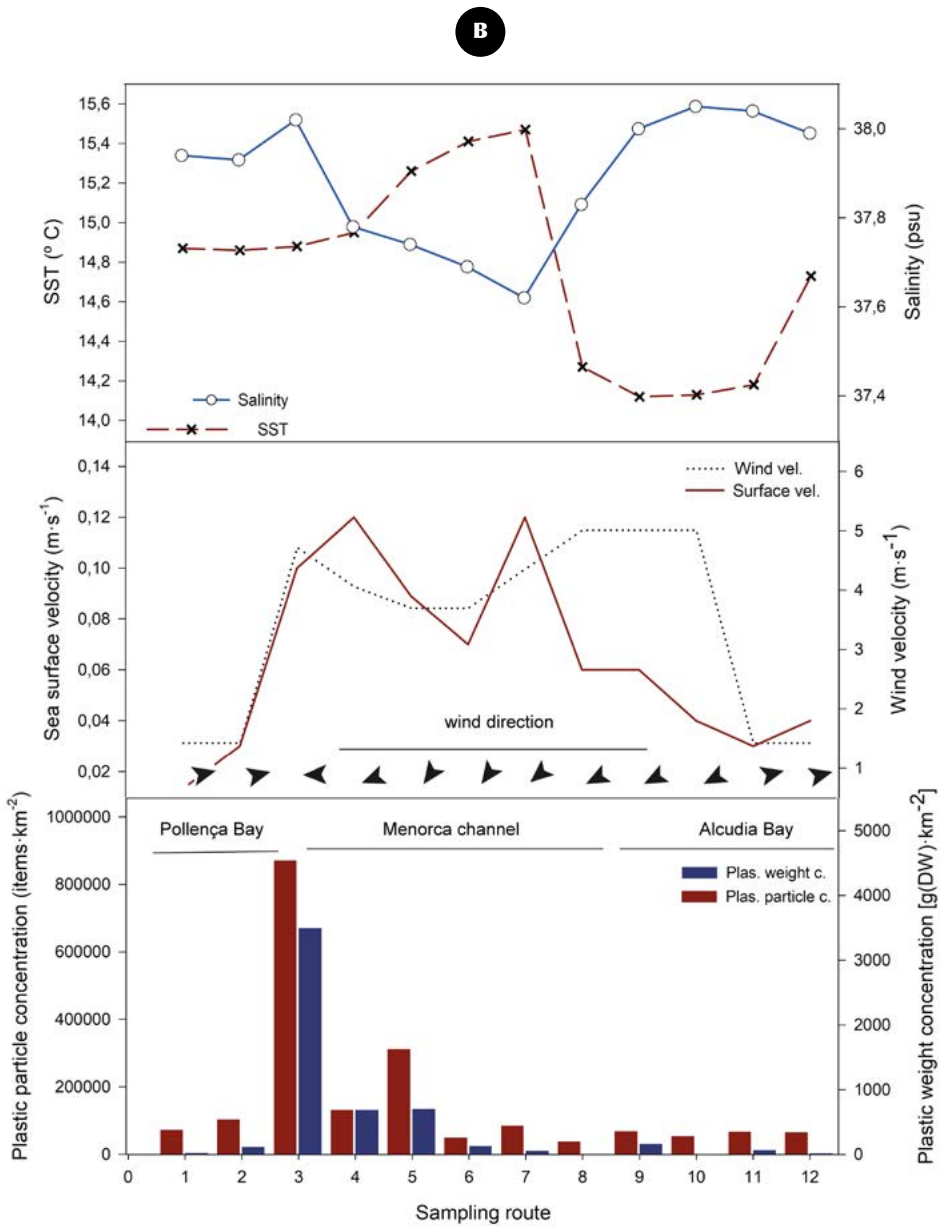 B
15,6
15,4
15,2
15,0
14,8
14,6
14,4
14,2
14,0
SST (º C)
38,0
37,8
37,6
37,4
Salinity (psu)
Salinity
SST
0,14
0,12
0,10
0,08
0,06
0,04
0,02
Sea surface velocity (m·s⁻¹)
6
5
4
3
2
1
Wind velocity (m·s⁻¹)
Wind vel.
Surface vel.
wind direction
1000000
800000
600000
400000
200000
0
Plastic particle concentration (items·km⁻²)
5000
4000
3000
2000
1000
0
Plastic weight concentration [g(DW)·km⁻²]
Pollença Bay
Menorca channel
Alcudia Bay
Plas. weight c.
Plas. particle c.
0 1 2 3 4 5 6 7 8 9 10 11 12
Sampling route